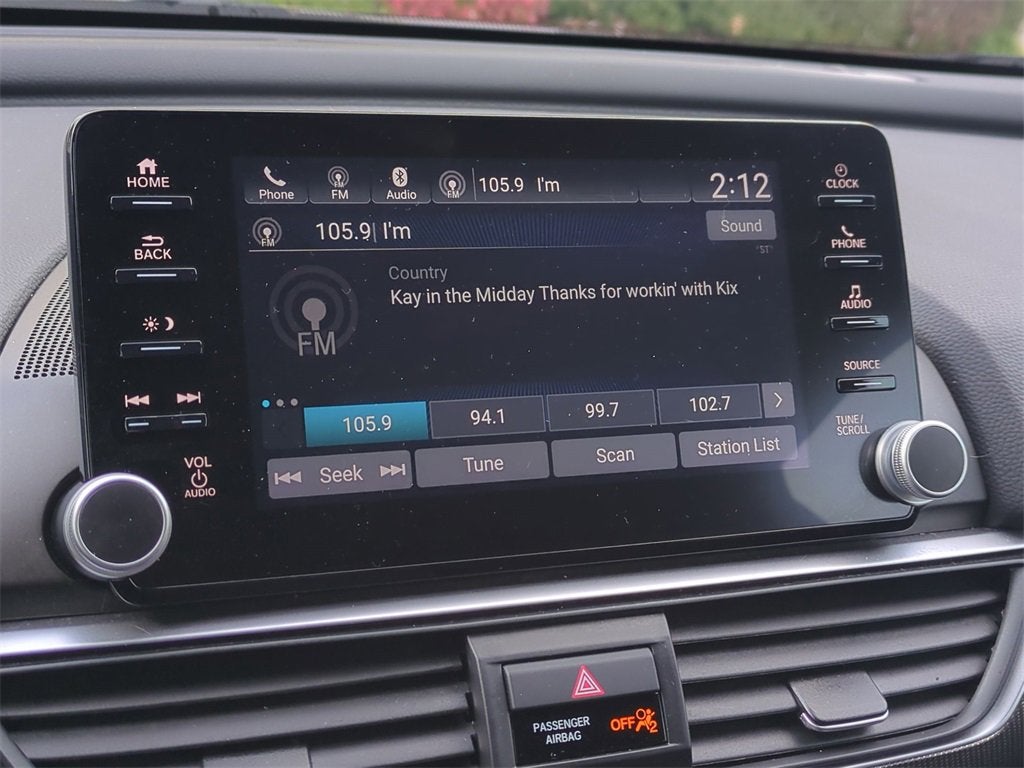 HOME
BACK
VOL
AUDIO
Phone
FM
Audio
FM
105.9 I'm
2:12
FM
105.9 I'm
Sound
ST
Country
Kay in the Midday Thanks for workin' with Kix
FM
105.9
94.1
99.7
102.7
Seek
Tune
Scan
Station List
CLOCK
PHONE
AUDIO
SOURCE
TUNE/
SCROLL
PASSENGER
AIRBAG
OFF
2